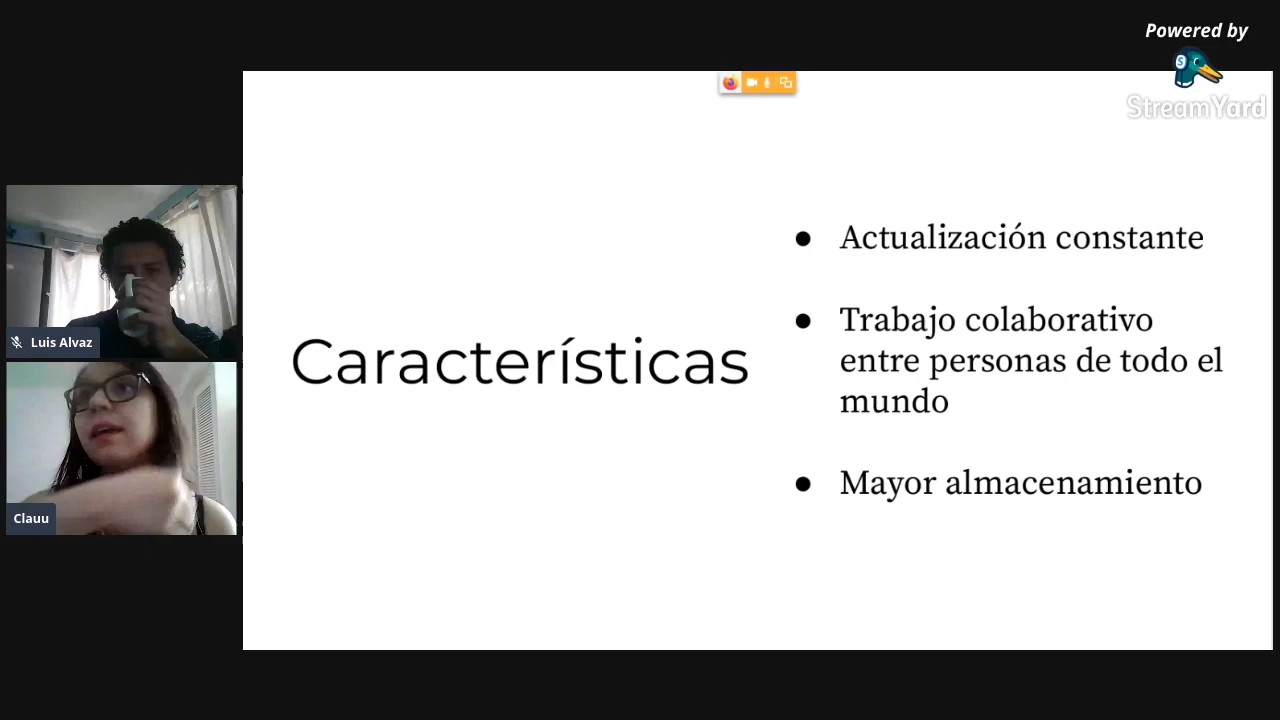 Powered by
StreamYard
Actualización constante
Trabajo colaborativo
entre personas de todo el
mundo
Características
Mayor almacenamiento
Luis Alvaz
Clauu